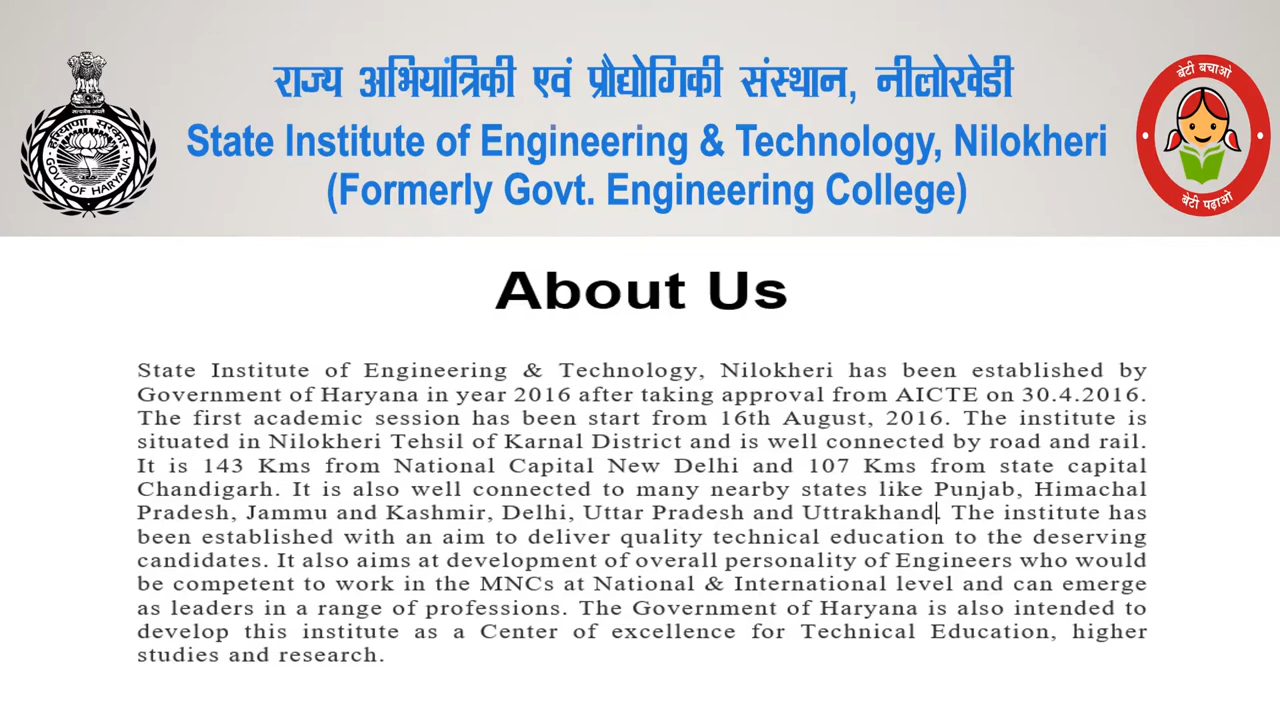 राज्य अभियांत्रिकी एवं प्रौद्योगिकी संस्थान, नीलोखेडी
State Institute of Engineering & Technology, Nilokheri
(Formerly Govt. Engineering College)
हरियाणा सरकार
GOVT. OF HARYANA
बेटी बचाओ
बेटी पढ़ाओ
About Us
State Institute of Engineering & Technology, Nilokheri has been established by
Government of Haryana in year 2016 after taking approval from AICTE on 30.4.2016.
The first academic session has been start from 16th August, 2016. The institute is
situated in Nilokheri Tehsil of Karnal District and is well connected by road and rail.
It is 143 Kms from National Capital New Delhi and 107 Kms from state capital
Chandigarh. It is also well connected to many nearby states like Punjab, Himachal
Pradesh, Jammu and Kashmir, Delhi, Uttar Pradesh and Uttrakhand. The institute has
been established with an aim to deliver quality technical education to the deserving
candidates. It also aims at development of overall personality of Engineers who would
be competent to work in the MNCs at National & International level and can emerge
as leaders in a range of professions. The Government of Haryana is also intended to
develop this institute as a Center of excellence for Technical Education, higher
studies and research.